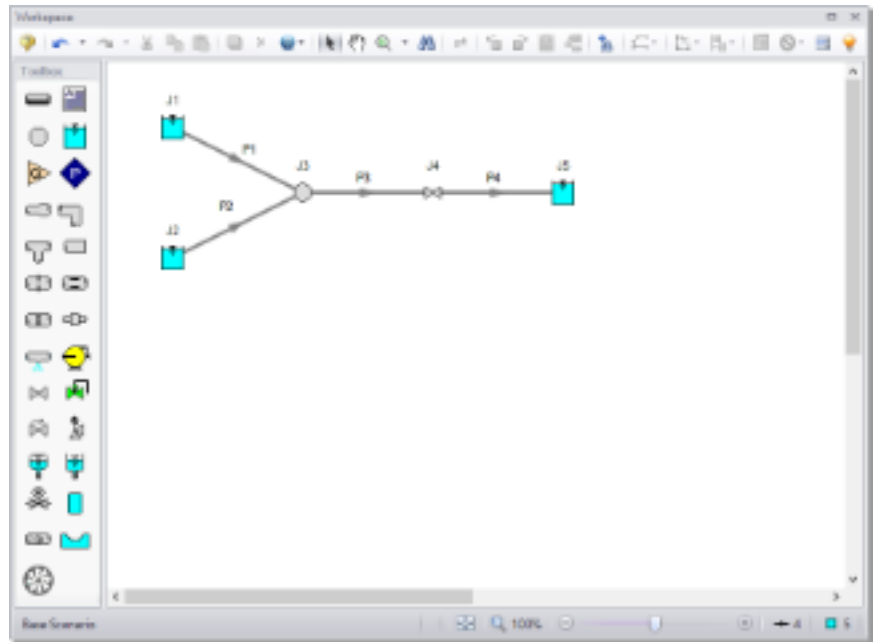 Workspace
Toolbox
J1
P1
J3
J4
J5
P3
P4
P2
J2
Base Scenario
100%
4
5